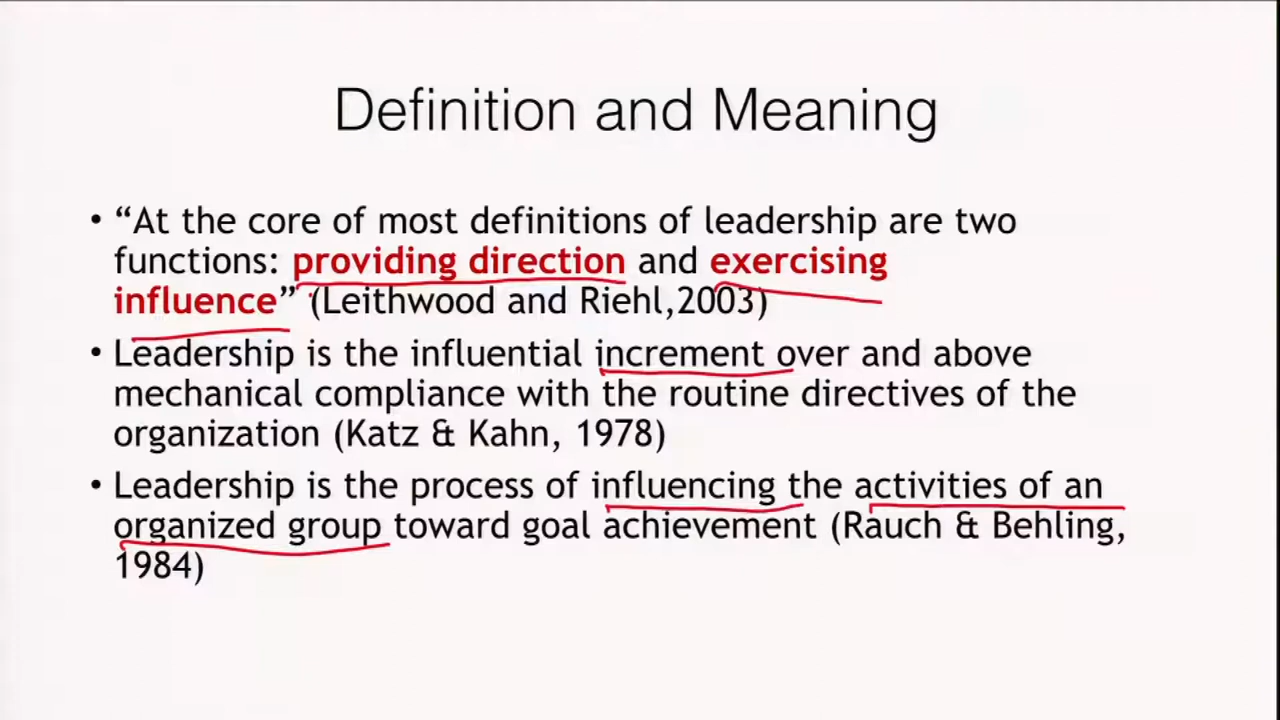 Definition and Meaning
• “At the core of most definitions of leadership are two
functions: providing direction and exercising
influence” (Leithwood and Riehl,2003)
• Leadership is the influential increment over and above
mechanical compliance with the routine directives of the
organization (Katz & Kahn, 1978)
• Leadership is the process of influencing the activities of an
organized group toward goal achievement (Rauch & Behling,
1984)